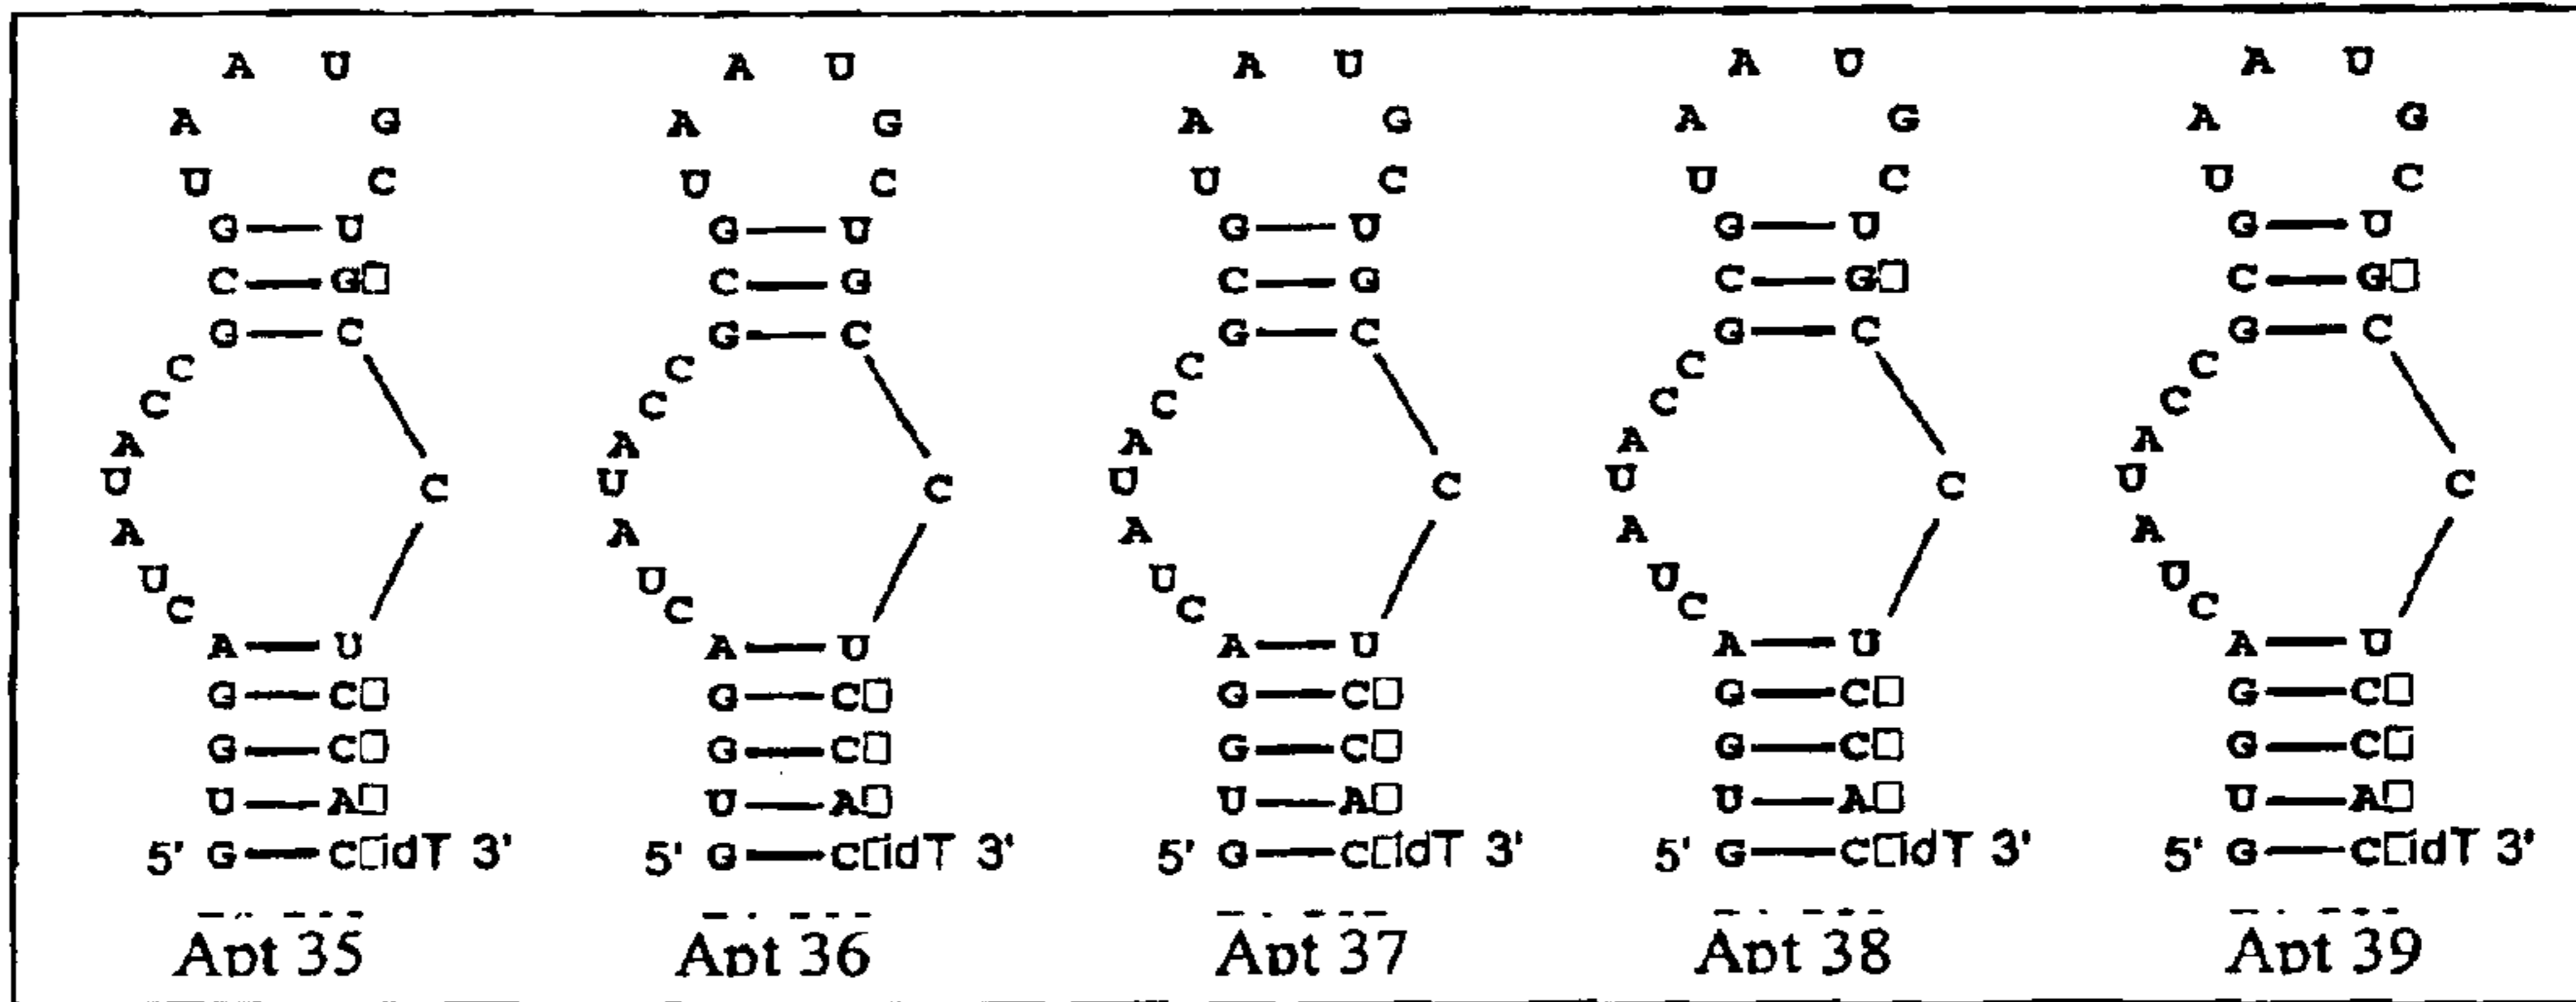 A U A U A U A U A U
A G A G A G A G A G
U C U C U C U C U C
G U G U G U G U G U
C G□ C G C G C G□ C G□
G C G C G C G C G C
C C C C C
C C C C C
A A A A A
U C U C U C U C U C
A A A A A
U U U U U
C C C C C
A U A U A U A U A U
G C□ G C□ G C□ G C□ G C□
G C□ G C□ G C□ G C□ G C□
U A□ U A□ U A□ U A□ U A□
5' G C□idT 3' 5' G C□idT 3' 5' G C□idT 3' 5' G C□idT 3' 5' G C□idT 3'
Apt 35 Apt 36 Apt 37 Apt 38 Apt 39